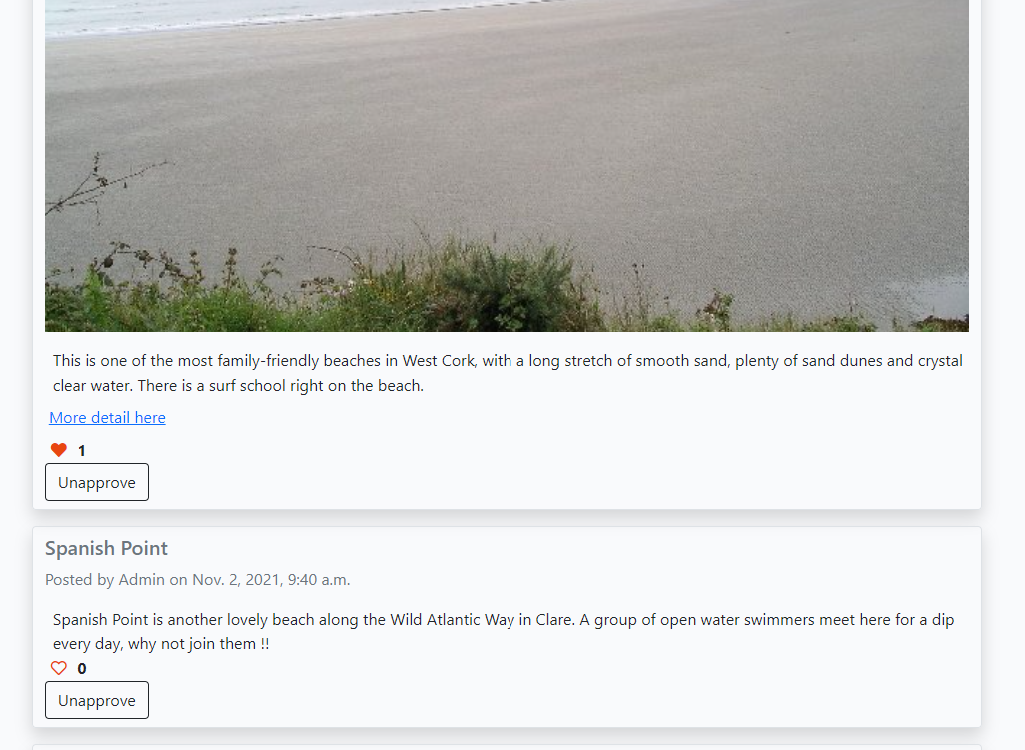 This is one of the most family-friendly beaches in West Cork, with a long stretch of smooth sand, plenty of sand dunes and crystal
clear water. There is a surf school right on the beach.
More detail here
1
Unapprove
Spanish Point
Posted by Admin on Nov. 2, 2021, 9:40 a.m.
Spanish Point is another lovely beach along the Wild Atlantic Way in Clare. A group of open water swimmers meet here for a dip
every day, why not join them !!
0
Unapprove